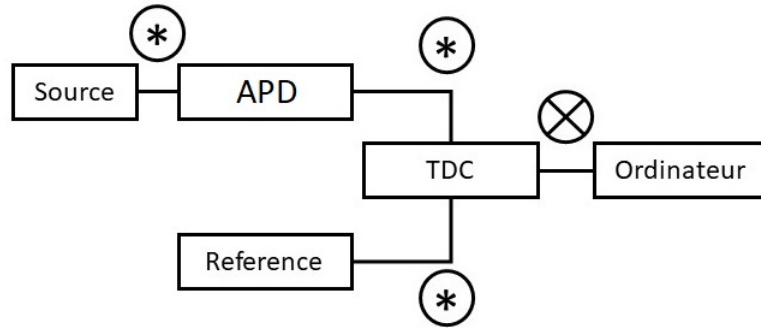 *
*
Source
APD
TDC
Ordinateur
Reference
*